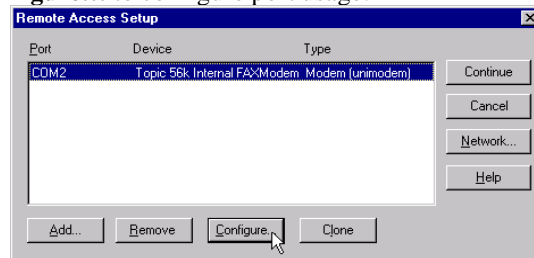 Remote Access Setup
Port Device Type
COM2 Topic 56k Internal FAXModem Modem (unimodem)
Continue
Cancel
Network...
Help
Add... Remove Configure... Clone